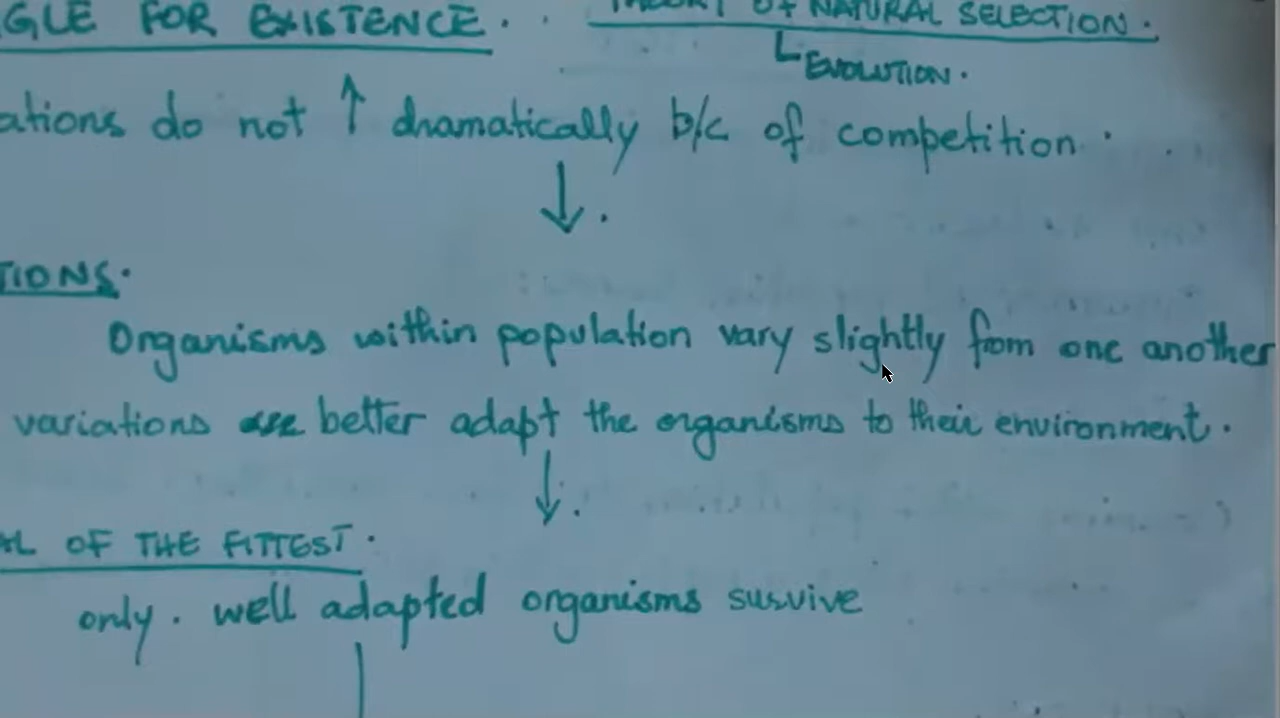 GLE FOR EXISTENCE.
THEORY OF NATURAL SELECTION.
EVOLUTION.
ations do not ↑ dramatically b/c of competition.
TIONS.
Organisms within population vary slightly from one another
variations better adapt the organisms to their environment.
AL OF THE FITTEST.
only. well adapted organisms survive